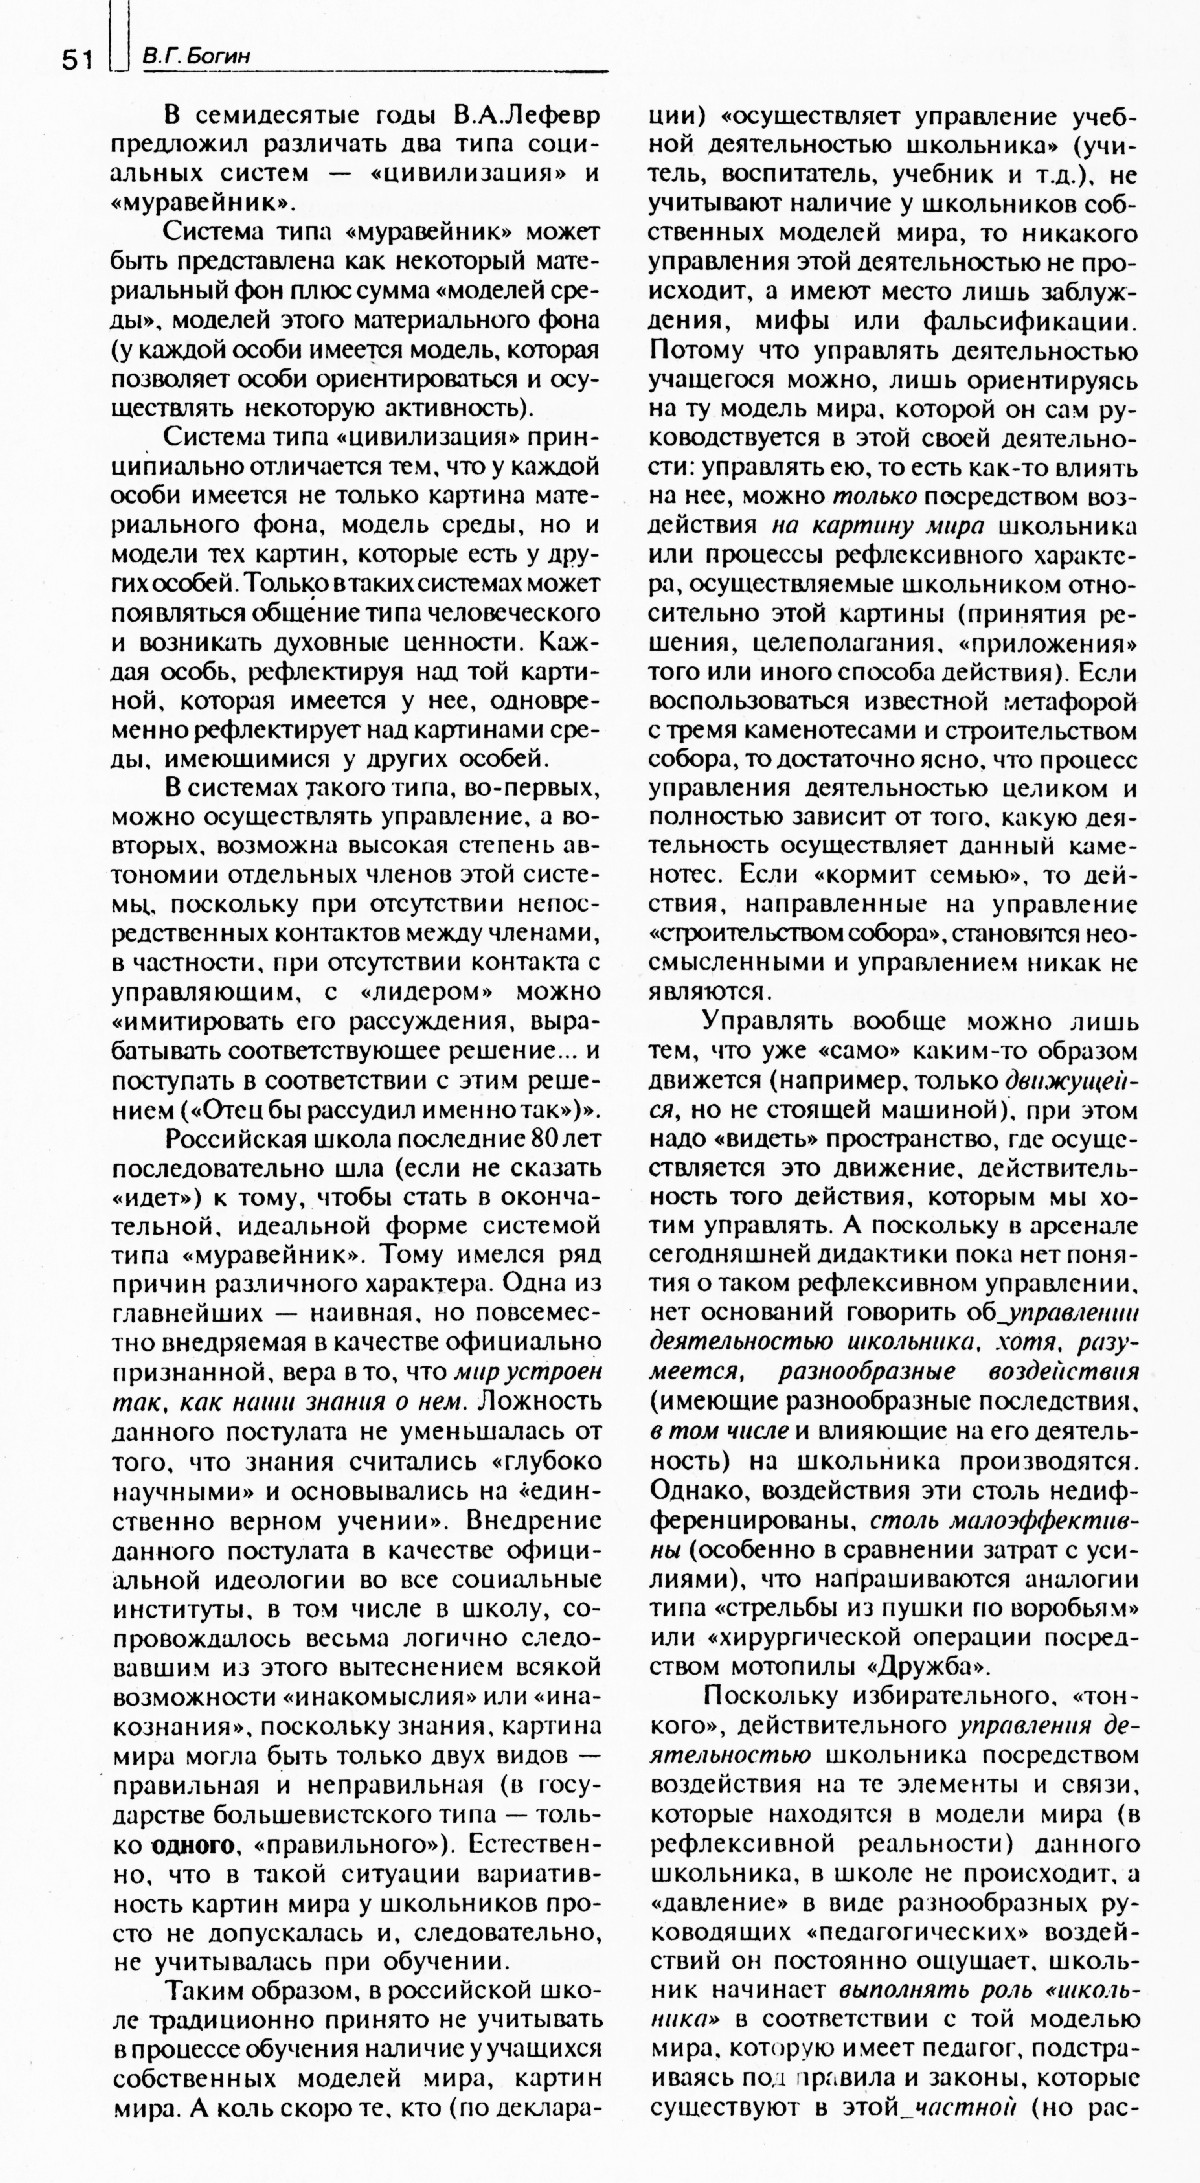 51
В.Г. Богин
В семидесятые годы В.А.Лефевр
предложил различать два типа соци-
альных систем — «цивилизация» и
«муравейник».
Система типа «муравейник» может
быть представлена как некоторый мате-
риальный фон плюс сумма «моделей сре-
ды», моделей этого материального фона
(у каждой особи имеется модель, которая
позволяет особи ориентироваться и осу-
ществлять некоторую активность).
Система типа «цивилизация» прин-
ципиально отличается тем, что у каждой
особи имеется не только картина мате-
риального фона, модель среды, но и
модели тех картин, которые есть у дру-
гих особей. Только в таких системах может
появляться общение типа человеческого
и возникать духовные ценности. Каж-
дая особь, рефлектируя над той карти-
ной, которая имеется у нее, одновре-
менно рефлектирует над картинами сре-
ды, имеющимися у других особей.
В системах такого типа, во-первых,
можно осуществлять управление, а во-
вторых, возможна высокая степень ав-
тономии отдельных членов этой систе-
мы, поскольку при отсутствии непос-
редственных контактов между членами,
в частности, при отсутствии контакта с
управляющим, с «лидером» можно
«имитировать его рассуждения, выра-
батывать соответствующее решение... и
поступать в соответствии с этим реше-
нием («Отец бы рассудил именно так»)».
Российская школа последние 80 лет
последовательно шла (если не сказать
«идет») к тому, чтобы стать в оконча-
тельной, идеальной форме системой
типа «муравейник». Тому имелся ряд
причин различного характера. Одна из
главнейших — наивная, но повсемес-
тно внедряемая в качестве официально
признанной, вера в то, что мир устроен
так, как наши знания о нем. Ложность
данного постулата не уменьшалась от
того, что знания считались «глубоко
научными» и основывались на «един-
ственно верном учении». Внедрение
данного постулата в качестве офици-
альной идеологии во все социальные
институты, в том числе в школу, со-
провождалось весьма логично следо-
вавшим из этого вытеснением всякой
возможности «инакомыслия» или «ина-
кознания», поскольку знания, картина
мира могла быть только двух видов —
правильная и неправильная (в госу-
дарстве большевистского типа — толь-
ко одного, «правильного»). Естествен-
но, что в такой ситуации вариатив-
ность картин мира у школьников про-
сто не допускалась и, следовательно,
не учитывалась при обучении.
Таким образом, в российской шко-
ле традиционно принято не учитывать
в процессе обучения наличие у учащихся
собственных моделей мира, картин
мира. А коль скоро те, кто (по деклара-
ции) «осуществляет управление учеб-
ной деятельностью школьника» (учи-
тель, воспитатель, учебник и т.д.), не
учитывают наличие у школьников соб-
ственных моделей мира, то никакого
управления этой деятельностью не про-
исходит, а имеют место лишь заблуж-
дения, мифы или фальсификации.
Потому что управлять деятельностью
учащегося можно, лишь ориентируясь
на ту модель мира, которой он сам ру-
ководствуется в этой своей деятельно-
сти: управлять ею, то есть как-то влиять
на нее, можно только посредством воз-
действия на картину мира школьника
или процессы рефлексивного характе-
ра, осуществляемые школьником отно-
сительно этой картины (принятия ре-
шения, целеполагания, «приложения»
того или иного способа действия). Если
воспользоваться известной метафорой
с тремя каменотесами и строительством
собора, то достаточно ясно, что процесс
управления деятельностью целиком и
полностью зависит от того, какую дея-
тельность осуществляет данный каме-
нотес. Если «кормит семью», то дей-
ствия, направленные на управление
«строительством собора», становятся нео-
смысленными и управлением никак не
являются.
Управлять вообще можно лишь
тем, что уже «само» каким-то образом
движется (например, только движущей-
ся, но не стоящей машиной), при этом
надо «видеть» пространство, где осуще-
ствляется это движение, действитель-
ность того действия, которым мы хо-
тим управлять. А поскольку в арсенале
сегодняшней дидактики пока нет поня-
тия о таком рефлексивном управлении,
нет оснований говорить об управлении
деятельностью школьника, хотя, разу-
меется, разнообразные воздействия
(имеющие разнообразные последствия,
в том числе и влияющие на его деятель-
ность) на школьника производятся.
Однако, воздействия эти столь недиф-
ференцированы, столь малоэффектив-
ны (особенно в сравнении затрат с уси-
лиями), что напрашиваются аналогии
типа «стрельбы из пушки по воробьям»
или «хирургической операции посред-
ством мотопилы «Дружба».
Поскольку избирательного, «тон-
кого», действительного управления де-
ятельностью школьника посредством
воздействия на те элементы и связи,
которые находятся в модели мира (в
рефлексивной реальности) данного
школьника, в школе не происходит, а
«давление» в виде разнообразных ру-
ководящих «педагогических» воздей-
ствий он постоянно ощущает, школь-
ник начинает выполнять роль «школь-
ника» в соответствии с той моделью
мира, которую имеет педагог, подстра-
иваясь под правила и законы, которые
существуют в этой частной (но рас-